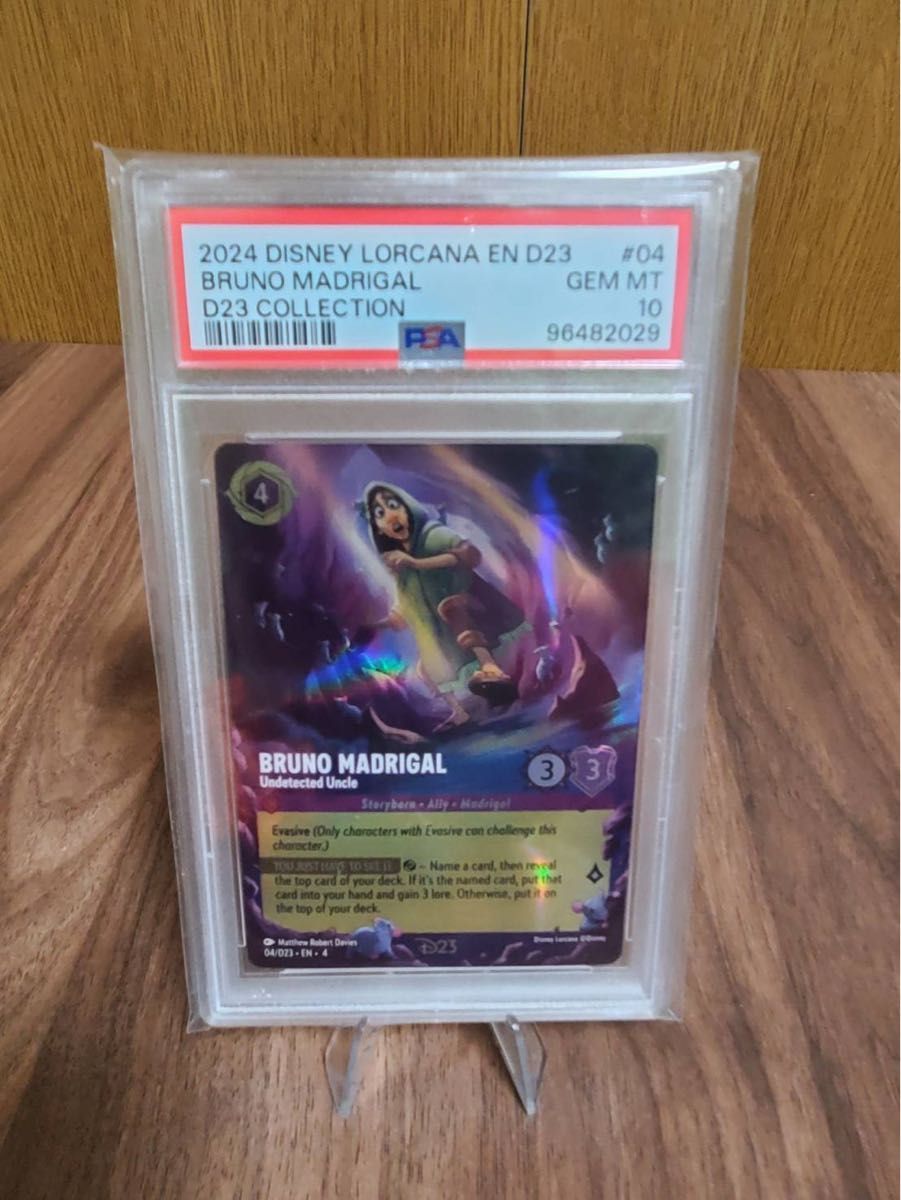 2024 DISNEY LORCANA EN D23 #04
BRUNO MADRIGAL GEM MT
D23 COLLECTION 10
PSA 96482029
4
BRUNO MADRIGAL
Undetected Uncle
3 3
Storyborn • Ally • Madrigal
Evasive (Only characters with Evasive can challenge this
character.)
YOU JUST HAVE TO SEE IT – Name a card, then reveal
the top card of your deck. If it's the named card, put that
card into your hand and gain 3 lore. Otherwise, put it on
the top of your deck.
Matthew Robert Davies
04/D23 • EN • 4
D23
Disney Lorcana ©Disney